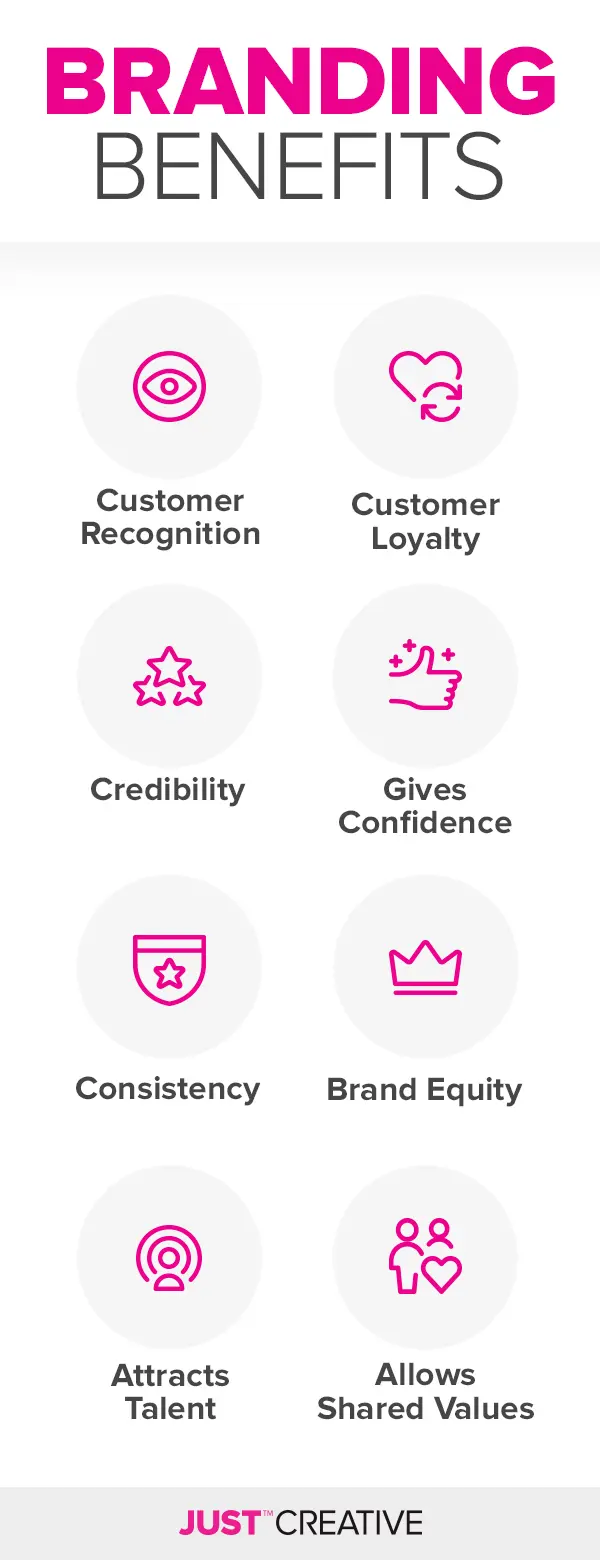 BRANDING
BENEFITS
Customer
Recognition
Customer
Loyalty
Credibility
Gives
Confidence
Consistency
Brand Equity
Attracts
Talent
Allows
Shared Values
JUST™ CREATIVE